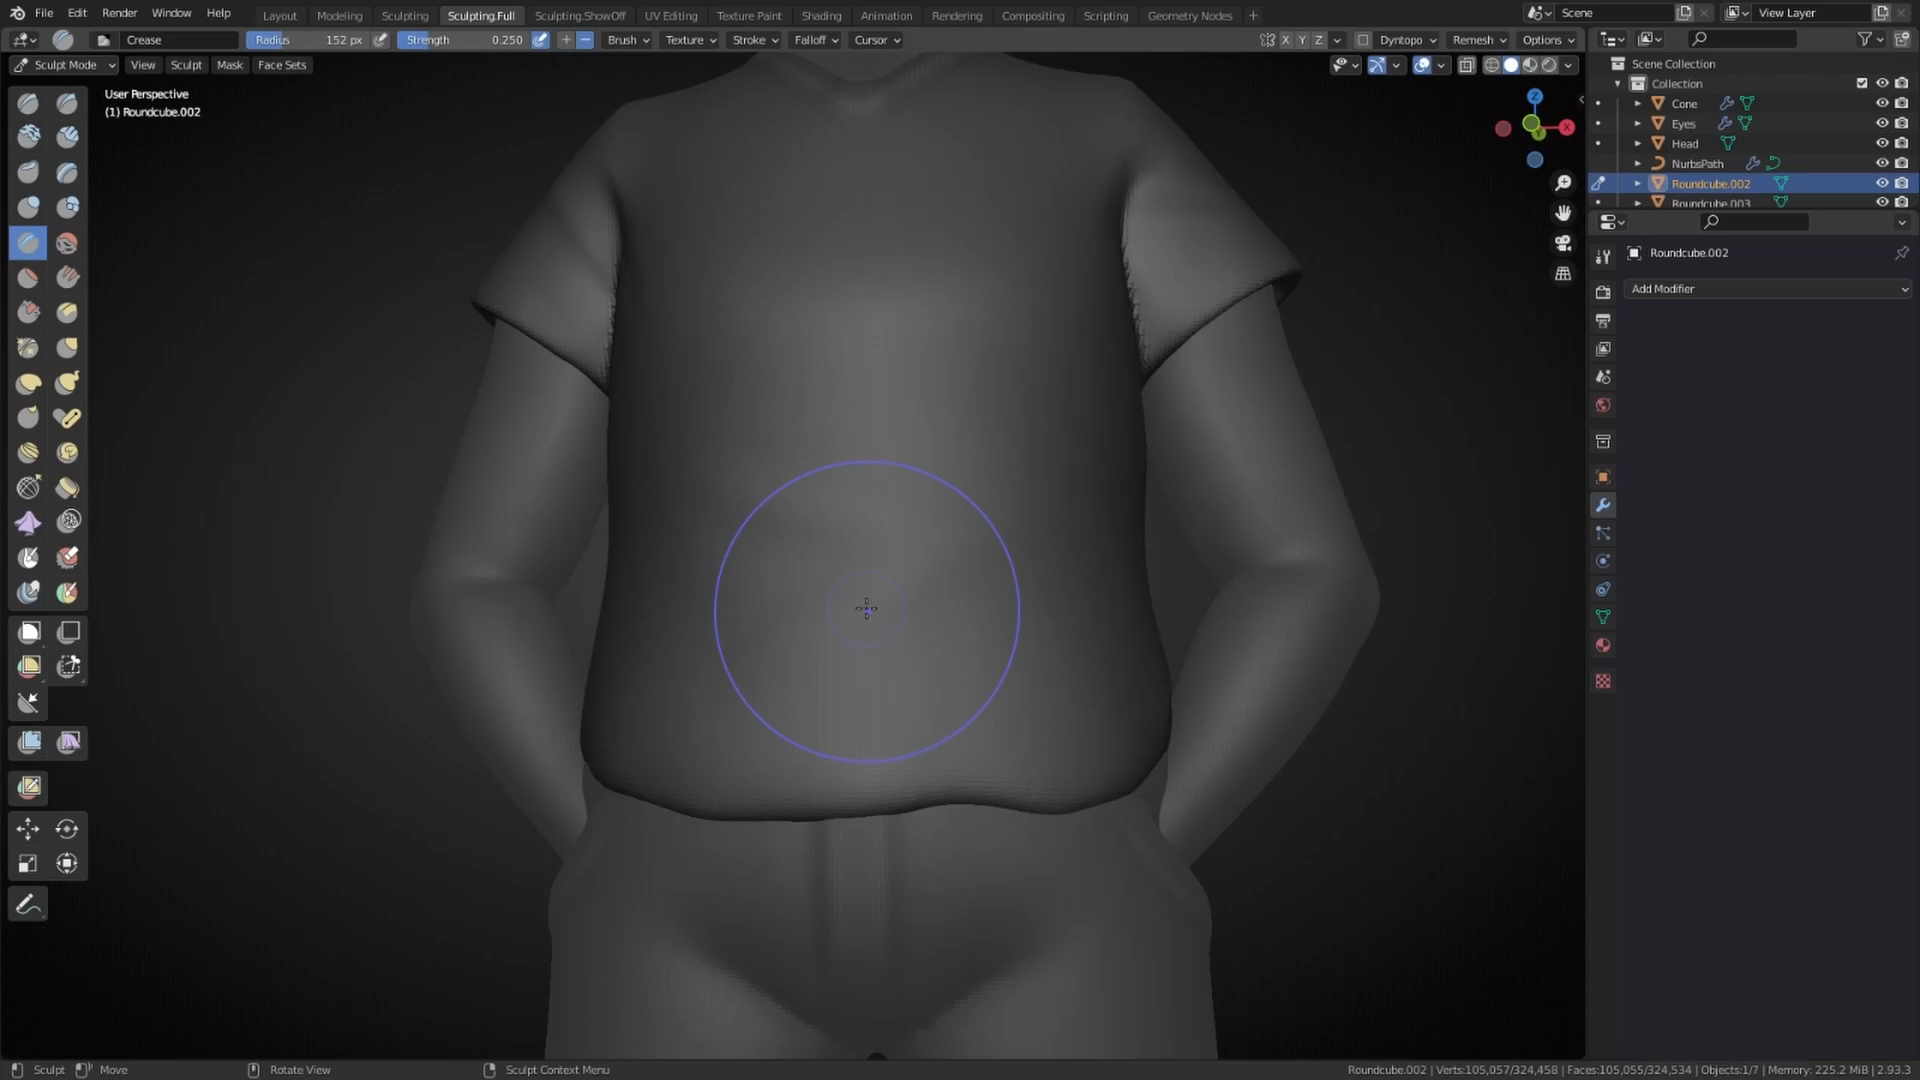 File Edit Render Window Help Layout Modeling Sculpting Sculpting.Full Sculpting.ShowOff UV Editing Texture Paint Shading Animation Rendering Compositing Scripting Geometry Nodes + Scene View Layer
Crease Radius 152 px Strength 0.250 Brush Texture Stroke Falloff Cursor X Y Z Dyntopo Remesh Options
Sculpt Mode View Sculpt Mask Face Sets
Scene Collection
Collection
User Perspective
(1) Roundcube.002
Z
X
Y
Cone
Eyes
Head
NurbsPath
Roundcube.002
Roundcube.003
Roundcube.002
Add Modifier
Sculpt Move Rotate View Sculpt Context Menu Roundcube.002 | Verts:105,057/324,458 | Faces:105,055/324,534 | Objects:1/7 | Memory: 225.2 MiB | 2.93.3